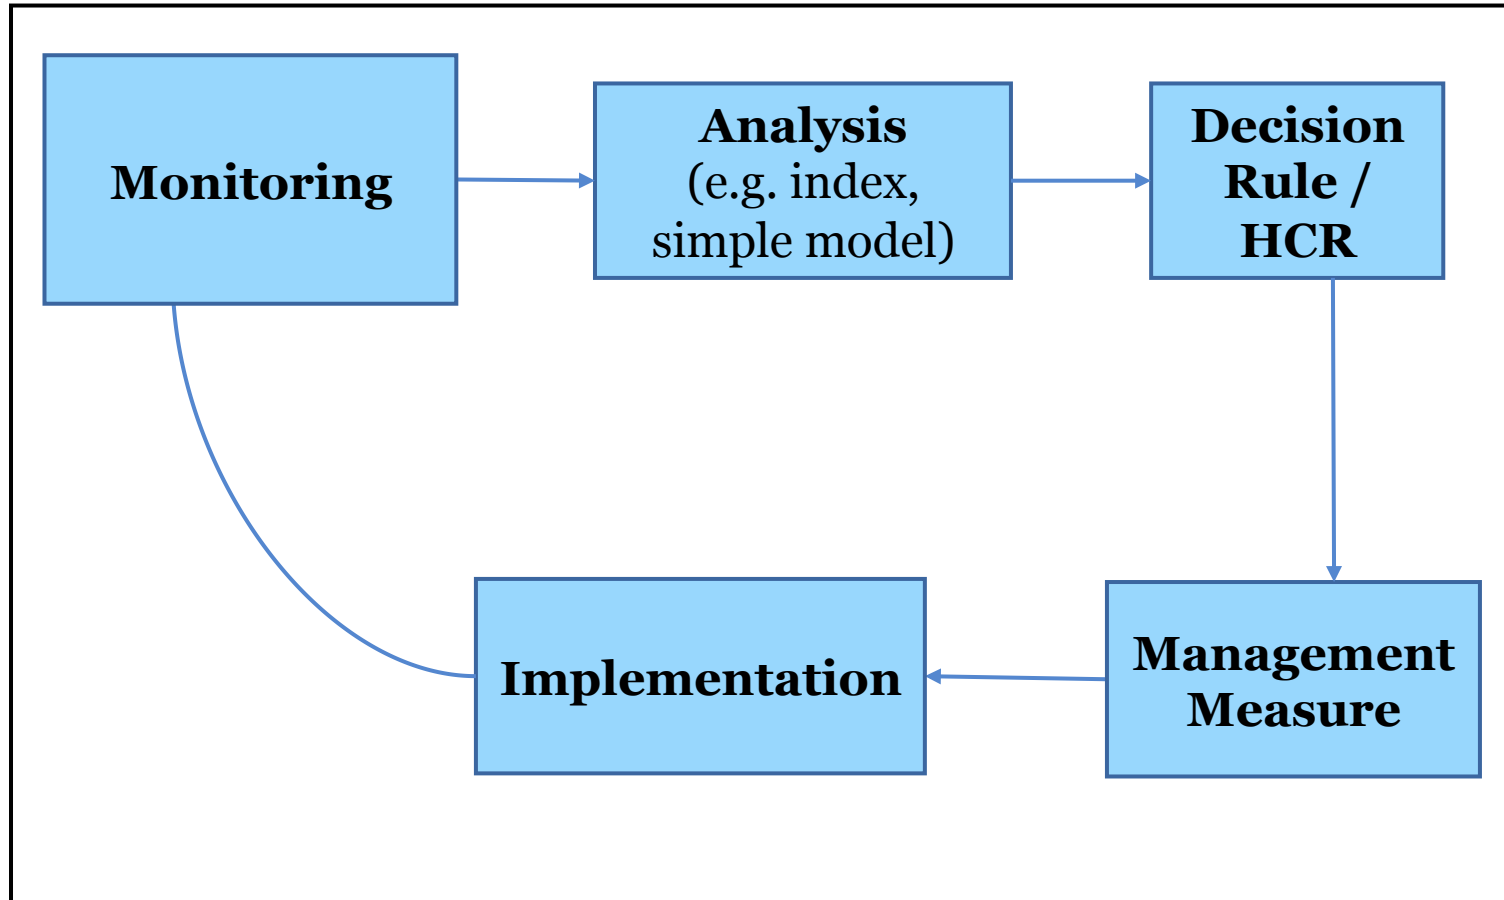 Monitoring
Analysis
(e.g. index,
simple model)
Decision
Rule /
HCR
Implementation
Management
Measure